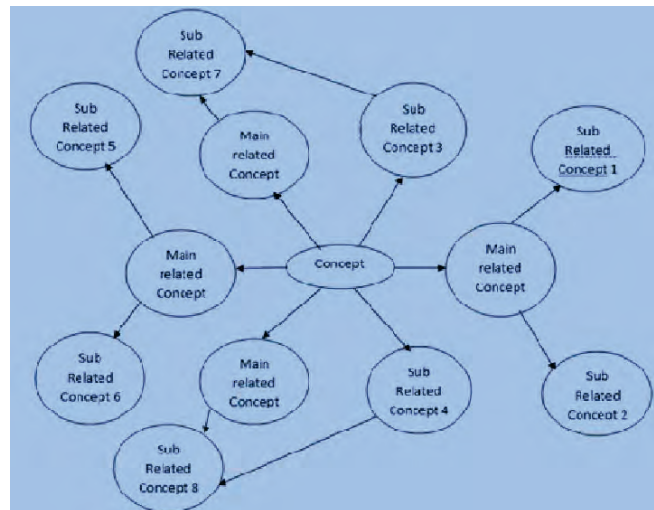 Sub
Related
Concept 7
Sub
Related
Concept 5
Main
related
Concept
Sub
Related
Concept 3
Sub
Related
Concept 1
Main
related
Concept
Concept
Main
related
Concept
Main
related
Concept
Sub
Related
Concept 6
Sub
Related
Concept 4
Sub
Related
Concept 2
Sub
Related
Concept 8